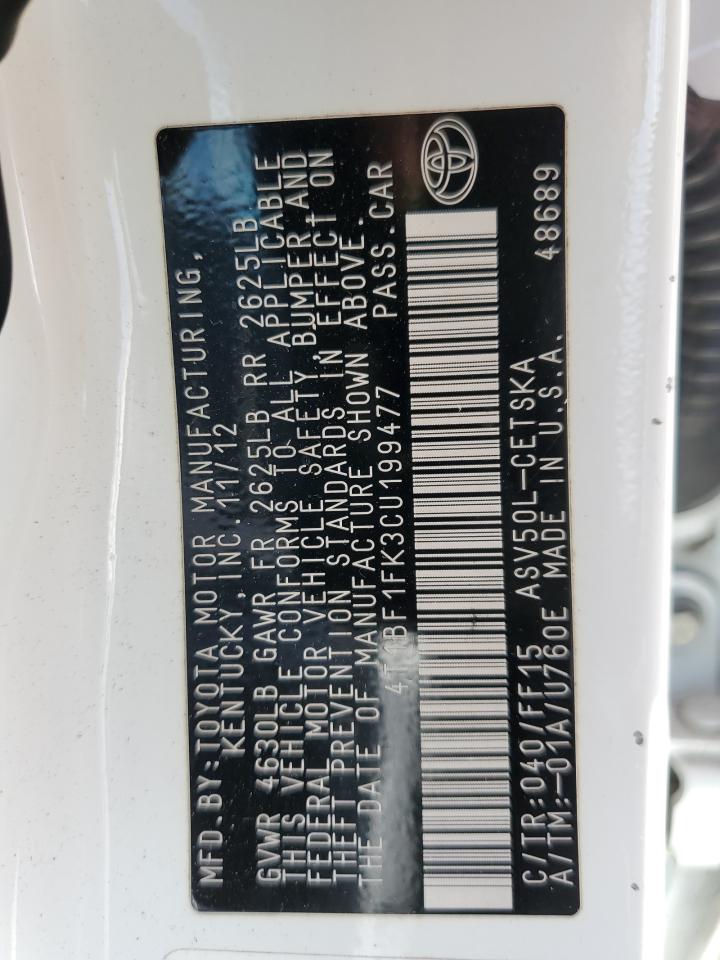 MFD.BY:TOYOTA MOTOR MANUFACTURING,
KENTUCKY,INC.11/12
GVWR 4630LB GAWR FR 2625LB RR 2625LB
THIS VEHICLE CONFORMS TO ALL APPLICABLE
FEDERAL MOTOR VEHICLE SAFETY, BUMPER AND
THEFT PREVENTION STANDARDS IN EFFECT ON
THE DATE OF MANUFACTURE SHOWN ABOVE.
4T1BF1FK3CU199477 PASS.CAR
C/TR:040/FF15 ASV50L-CETSKA 48689
A/TM:-01A/U760E MADE IN U.S.A.